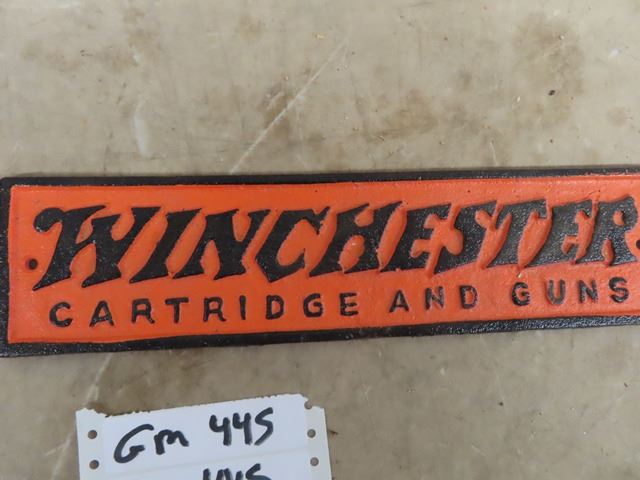 WINCHESTER
CARTRIDGE AND GUNS
Gm 445